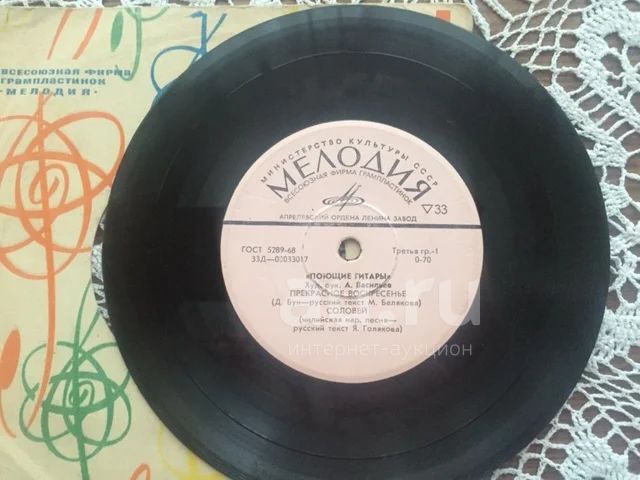 ВСЕСОЮЗНАЯ ФИРМА
ГРАМПЛАСТИНОК
·МЕЛОДИЯ·
МИНИСТЕРСТВО КУЛЬТУРЫ СССР
МЕЛОДИЯ
ВСЕСОЮЗНАЯ ФИРМА ГРАМПЛАСТИНОК
▽33
АПРЕЛЕВСКИЙ ОРДЕНА ЛЕНИНА ЗАВОД
ГОСТ 5289-68 Третья гр.-1
33Д-00033017 0-70
«ПОЮЩИЕ ГИТАРЫ»
Худ. рук. А. Васильев
ПРЕКРАСНОЕ ВОСКРЕСЕНЬЕ
(Д. Бун—русский текст М. Белякова)
СОЛОВЕЙ
(чилийская нар. песня—
русский текст Я. Голякова)
au.ru
интернет-аукцион